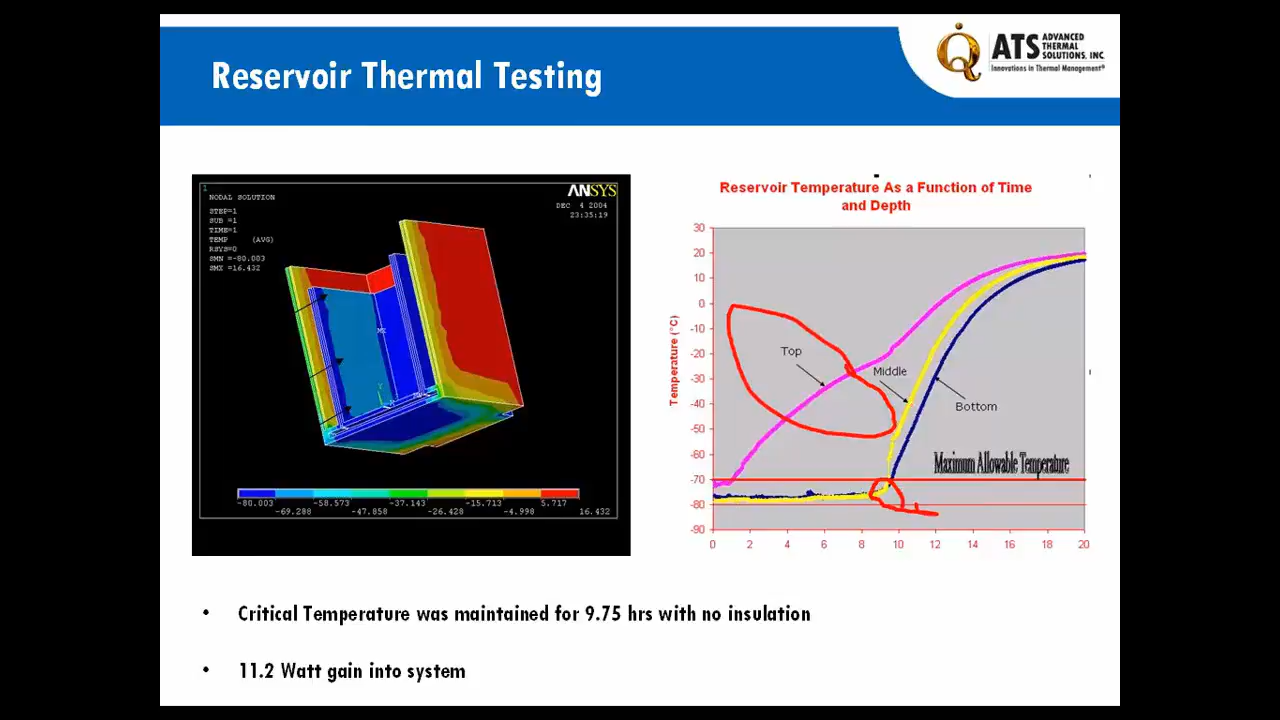 Reservoir Thermal Testing
ATS ADVANCED THERMAL SOLUTIONS, INC.
Innovations in Thermal Management®
1
NODAL SOLUTION
STEP=1
SUB =1
TIME=1
TEMP (AVG)
RSYS=0
SMN =-80.003
SMX =16.432
ANSYS
DEC 4 2004
23:35:19
MX
Y
-80.003 -58.573 -37.143 -15.713 5.717
-69.288 -47.858 -26.428 -4.998 16.432
Reservoir Temperature As a Function of Time
and Depth
Temperature (°C)
30
20
10
0
-10
-20
-30
-40
-50
-60
-70
-80
-90
Top
Middle
Bottom
Maximum Allowable Temperature
0 2 4 6 8 10 12 14 16 18 20
• Critical Temperature was maintained for 9.75 hrs with no insulation
• 11.2 Watt gain into system